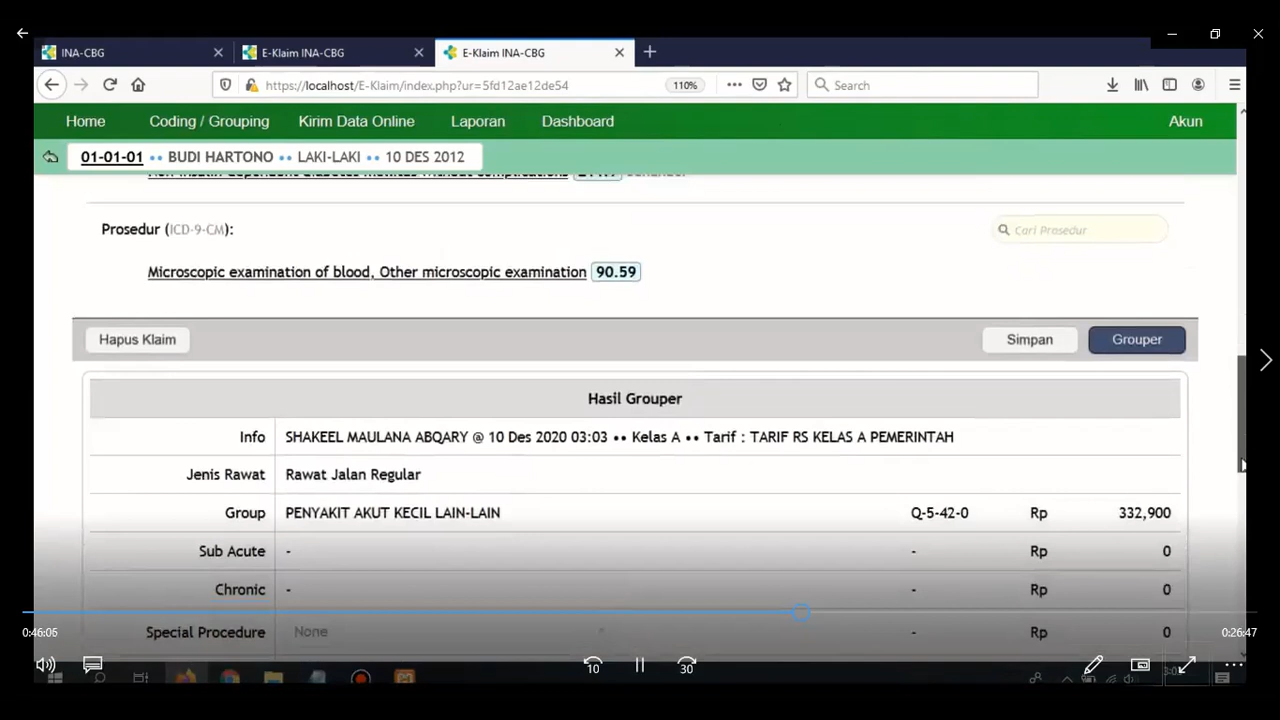 INA-CBG
E-Klaim INA-CBG
E-Klaim INA-CBG
https://localhost/E-Klaim/index.php?ur=5fd12ae12de54
110%
Search
Home
Coding / Grouping
Kirim Data Online
Laporan
Dashboard
Akun
01-01-01 •• BUDI HARTONO •• LAKI-LAKI •• 10 DES 2012
Prosedur (ICD-9-CM):
Cari Prosedur
Microscopic examination of blood, Other microscopic examination 90.59
Hapus Klaim
Simpan
Grouper
Hasil Grouper
Info SHAKEEL MAULANA ABQARY @ 10 Des 2020 03:03 •• Kelas A •• Tarif : TARIF RS KELAS A PEMERINTAH
Jenis Rawat Rawat Jalan Regular
Group PENYAKIT AKUT KECIL LAIN-LAIN Q-5-42-0 Rp 332,900
Sub Acute - - Rp 0
Chronic - - Rp 0
Special Procedure None - Rp 0
0:46:05
0:26:47
10
30